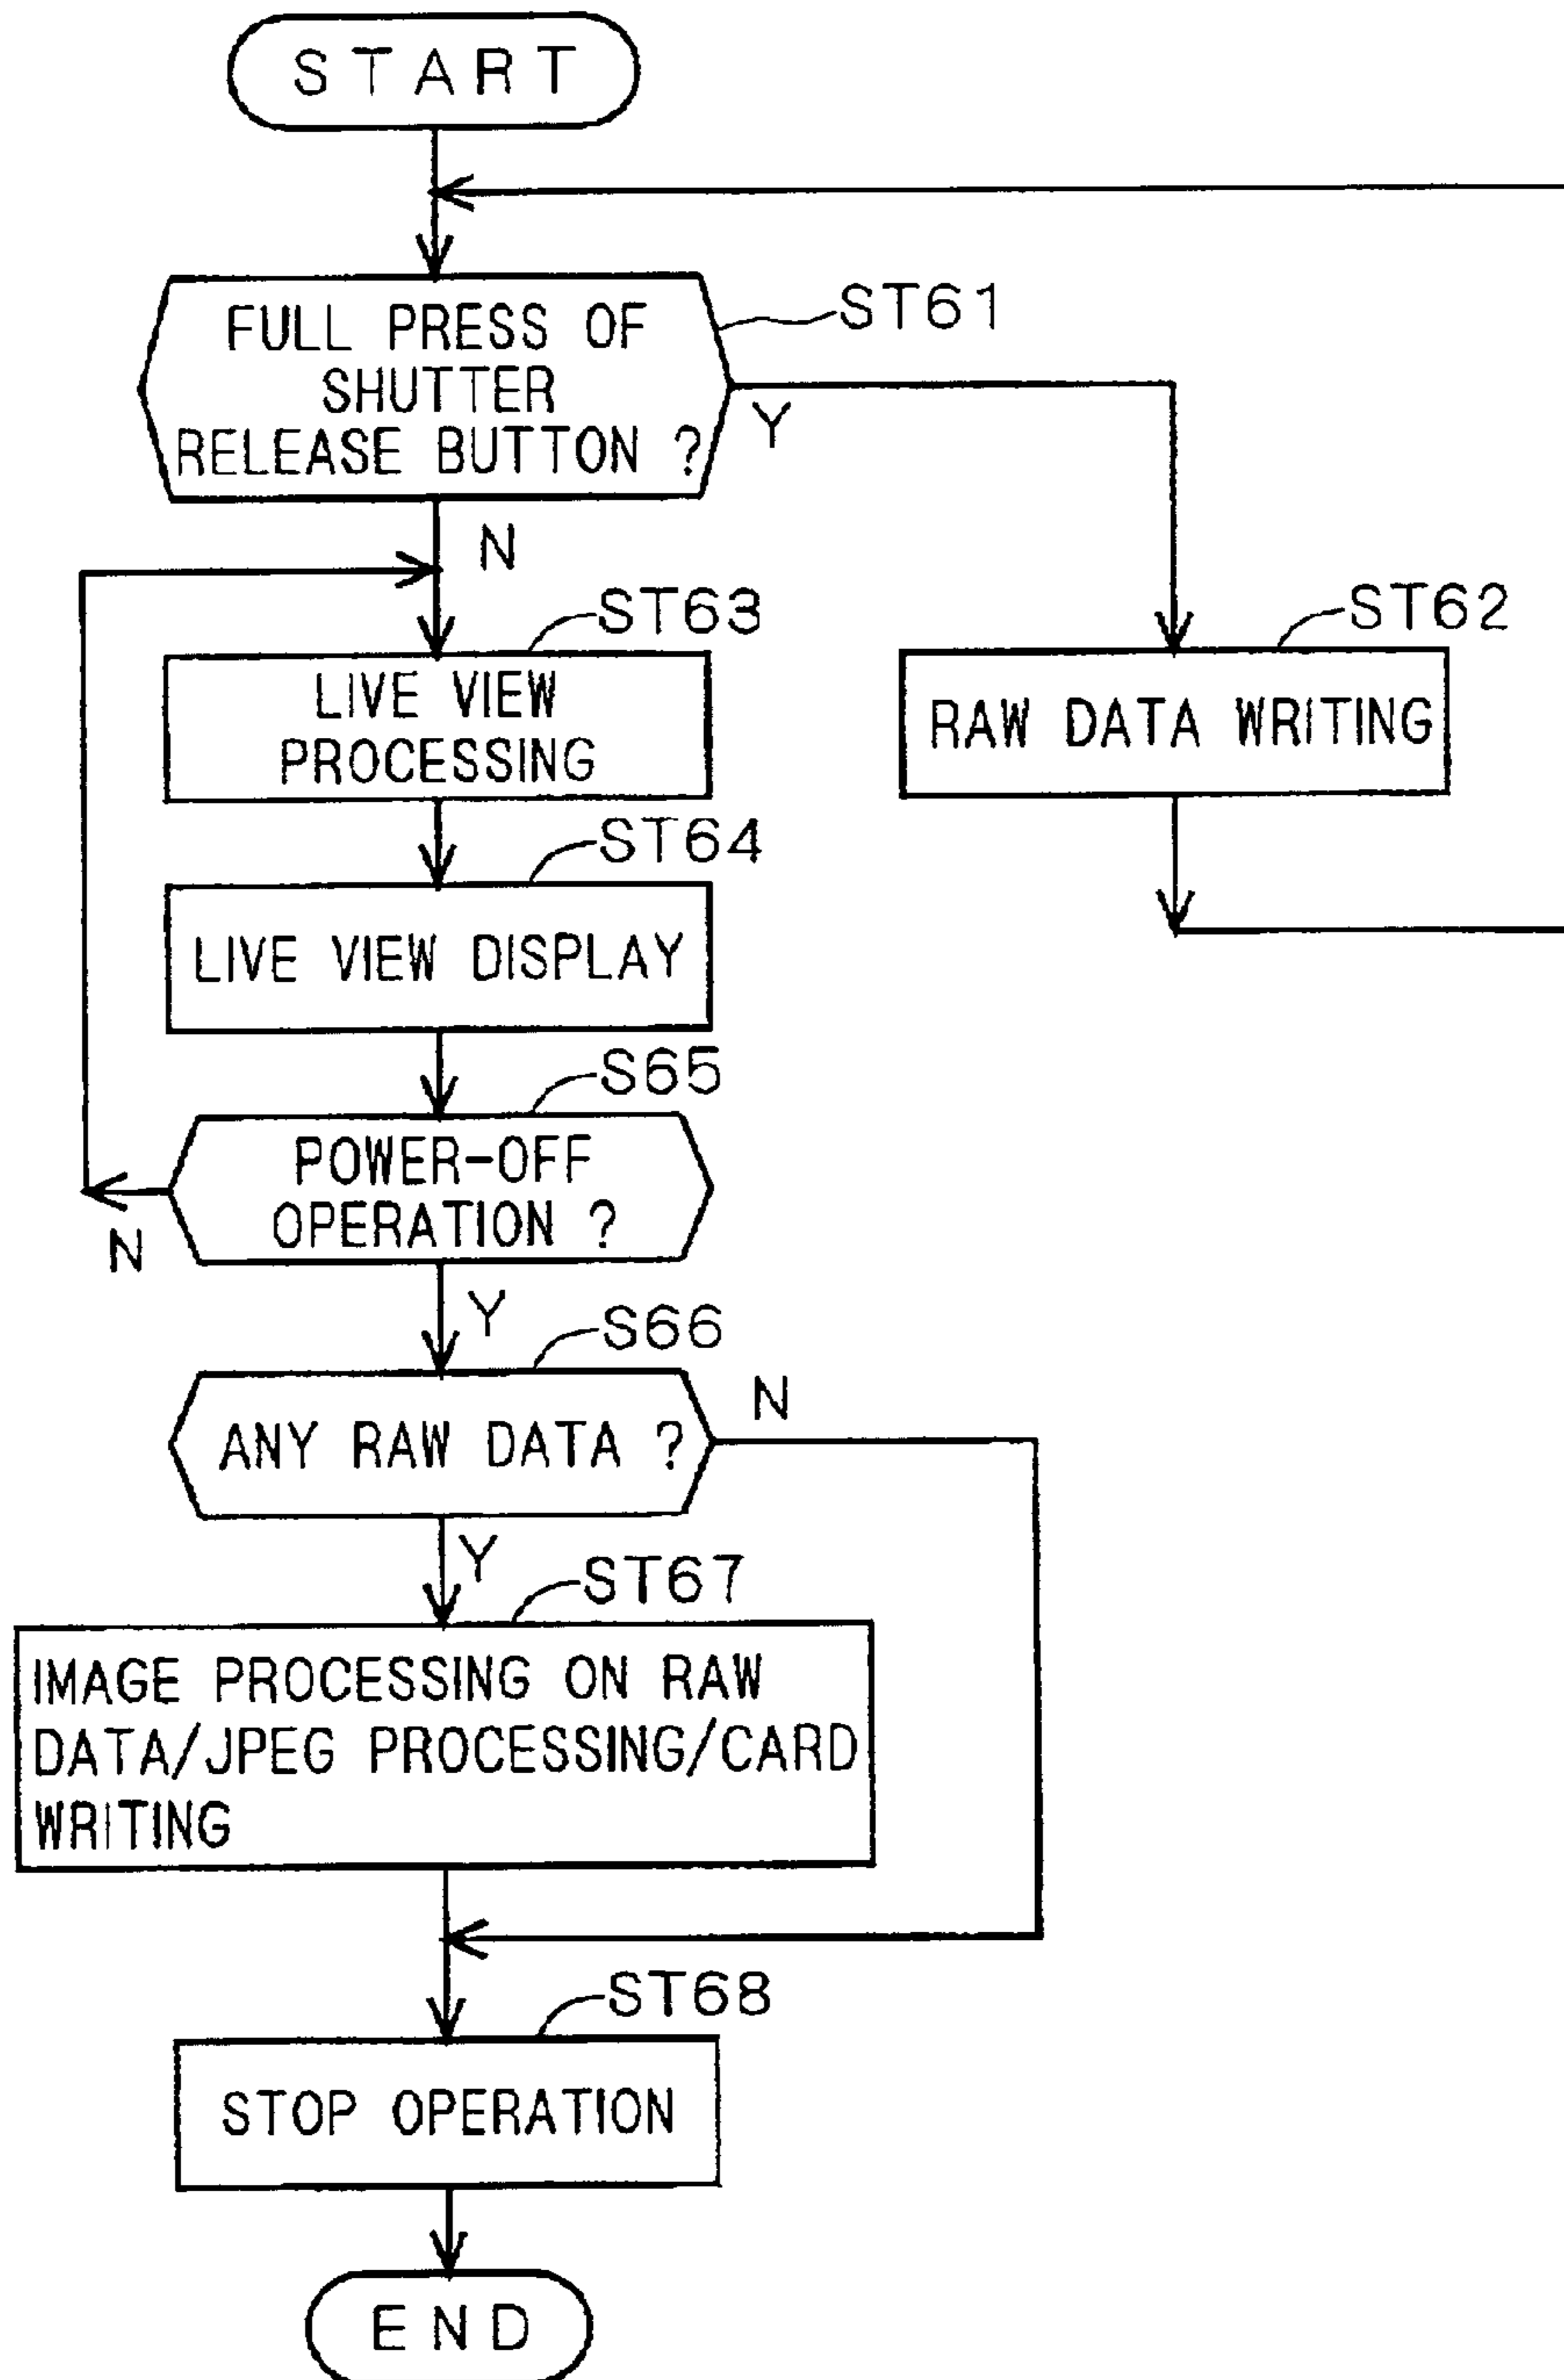 START
FULL PRESS OF
SHUTTER
RELEASE BUTTON ?
ST61
Y
N
ST63
LIVE VIEW
PROCESSING
ST62
RAW DATA WRITING
ST64
LIVE VIEW DISPLAY
S65
POWER-OFF
OPERATION ?
N
Y
S66
ANY RAW DATA ?
N
Y
ST67
IMAGE PROCESSING ON RAW
DATA/JPEG PROCESSING/CARD
WRITING
ST68
STOP OPERATION
END